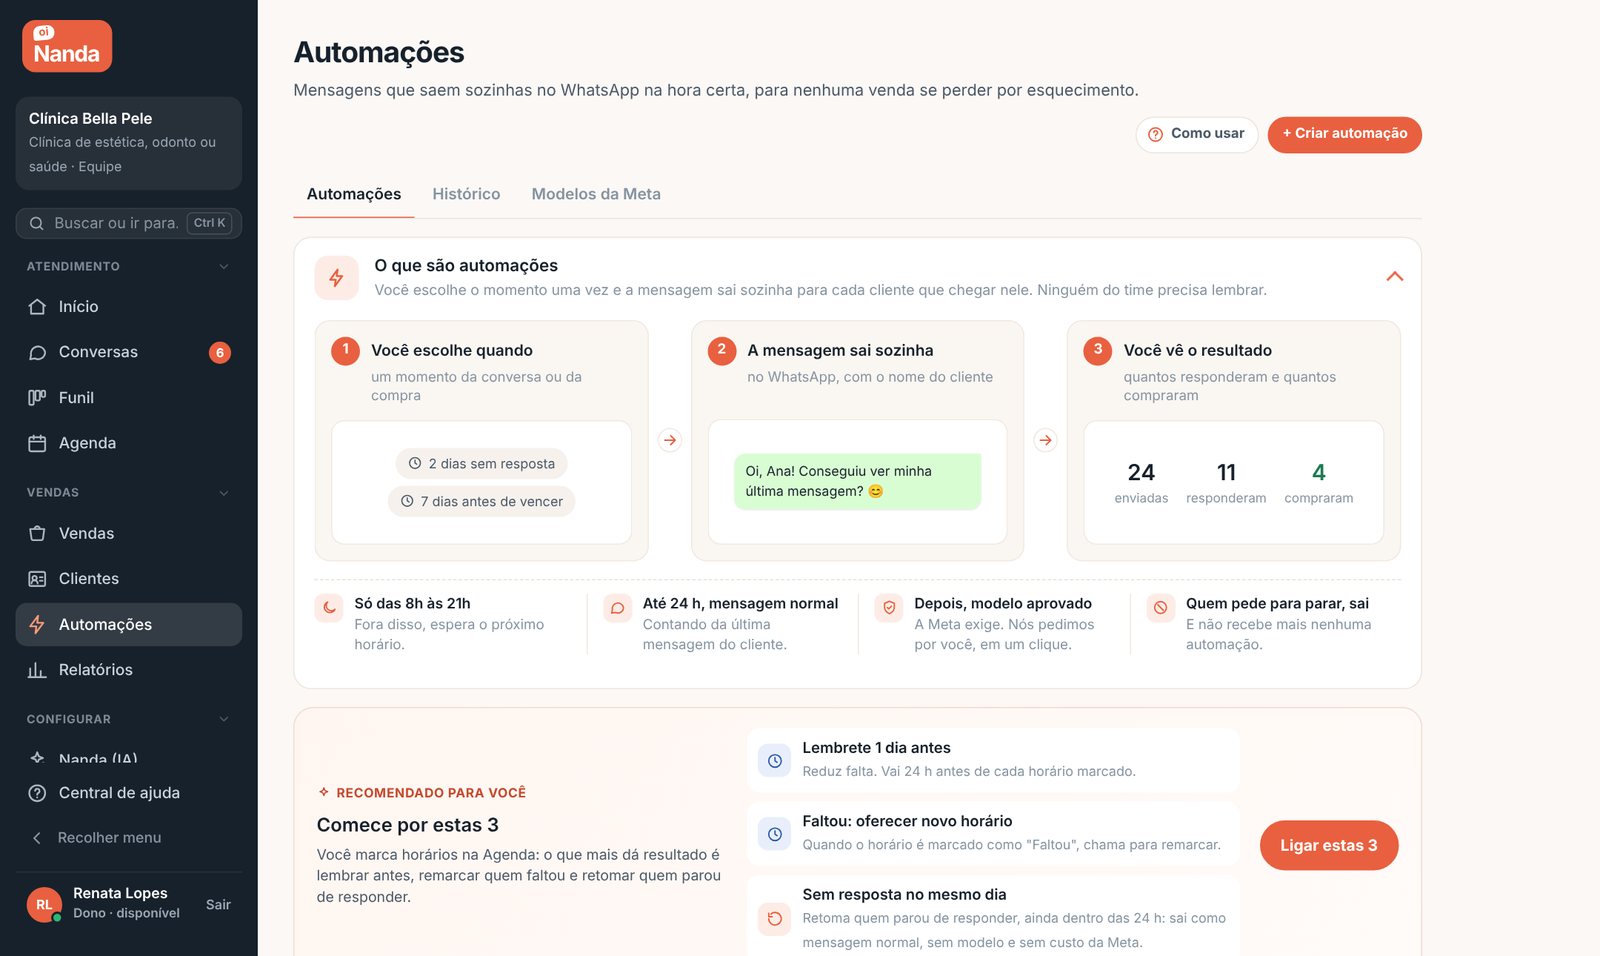 oi
Nanda
Clínica Bella Pele
Clínica de estética, odonto ou
saúde · Equipe
Buscar ou ir para.
Ctrl K
ATENDIMENTO
Início
Conversas
6
Funil
Agenda
VENDAS
Vendas
Clientes
Automações
Relatórios
CONFIGURAR
Nanda (IA)
Central de ajuda
Recolher menu
RL
Renata Lopes
Dono · disponível
Sair
Automações
Mensagens que saem sozinhas no WhatsApp na hora certa, para nenhuma venda se perder por esquecimento.
Como usar
+ Criar automação
Automações
Histórico
Modelos da Meta
O que são automações
Você escolhe o momento uma vez e a mensagem sai sozinha para cada cliente que chegar nele. Ninguém do time precisa lembrar.
1
Você escolhe quando
um momento da conversa ou da
compra
2 dias sem resposta
7 dias antes de vencer
2
A mensagem sai sozinha
no WhatsApp, com o nome do cliente
Oi, Ana! Conseguiu ver minha
última mensagem? 😊
3
Você vê o resultado
quantos responderam e quantos
compraram
24
enviadas
11
responderam
4
compraram
Só das 8h às 21h
Fora disso, espera o próximo
horário.
Até 24 h, mensagem normal
Contando da última
mensagem do cliente.
Depois, modelo aprovado
A Meta exige. Nós pedimos
por você, em um clique.
Quem pede para parar, sai
E não recebe mais nenhuma
automação.
RECOMENDADO PARA VOCÊ
Comece por estas 3
Você marca horários na Agenda: o que mais dá resultado é
lembrar antes, remarcar quem faltou e retomar quem parou
de responder.
Lembrete 1 dia antes
Reduz falta. Vai 24 h antes de cada horário marcado.
Faltou: oferecer novo horário
Quando o horário é marcado como "Faltou", chama para remarcar.
Sem resposta no mesmo dia
Retoma quem parou de responder, ainda dentro das 24 h: sai como
mensagem normal, sem modelo e sem custo da Meta.
Ligar estas 3